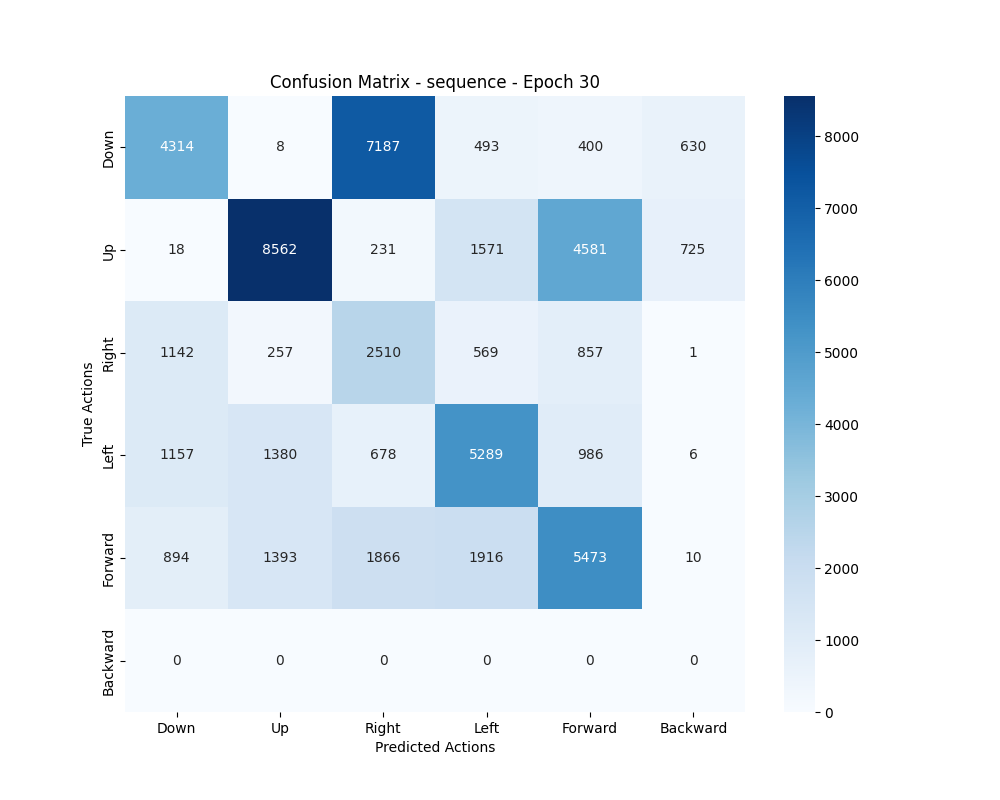 Confusion Matrix - sequence - Epoch 30
True Actions
Down 4314 8 7187 493 400 630
Up 18 8562 231 1571 4581 725
Right 1142 257 2510 569 857 1
Left 1157 1380 678 5289 986 6
Forward 894 1393 1866 1916 5473 10
Backward 0 0 0 0 0 0
Down Up Right Left Forward Backward
Predicted Actions
8000
7000
6000
5000
4000
3000
2000
1000
0